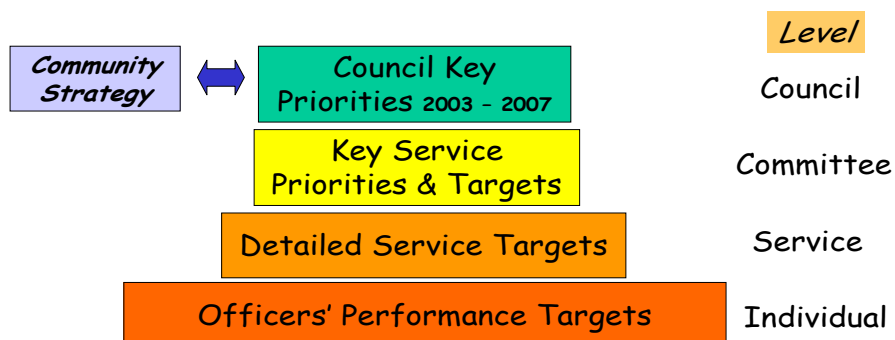 Level
Community
Strategy
Council Key
Priorities 2003 - 2007
Council
Key Service
Priorities & Targets
Committee
Detailed Service Targets
Service
Officers' Performance Targets
Individual